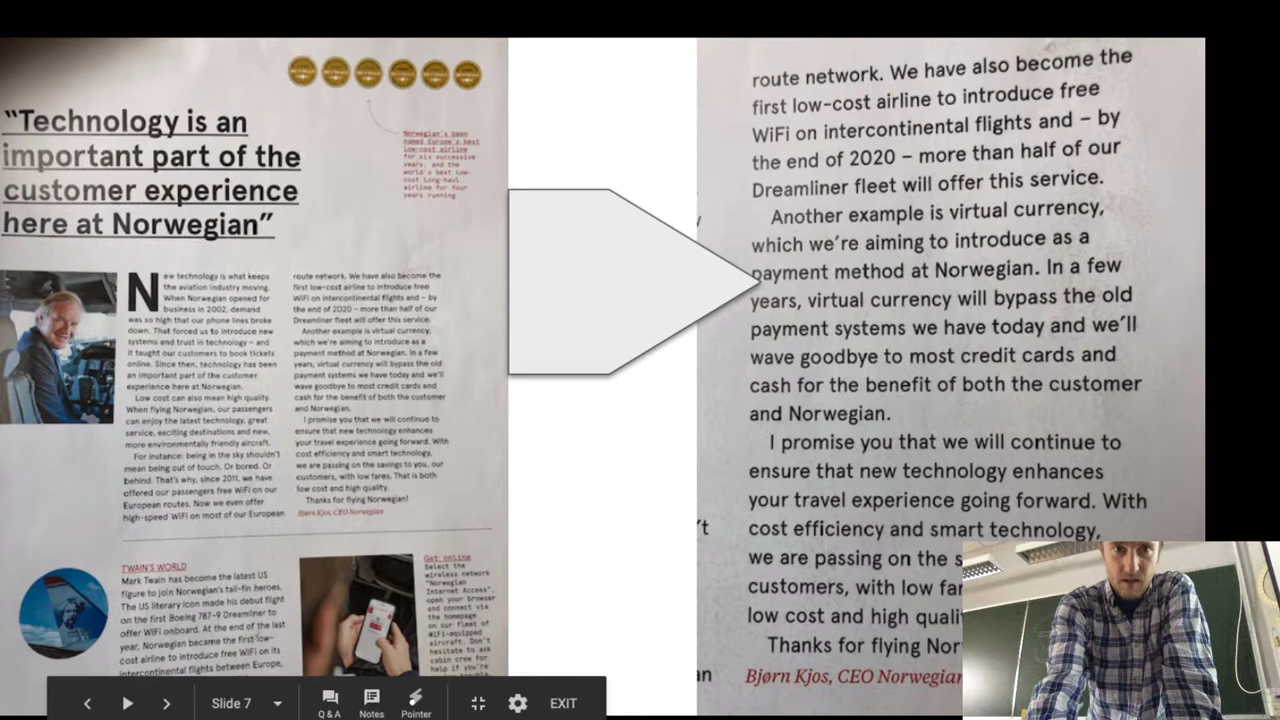 "Technology is an
important part of the
customer experience
here at Norwegian"
Norwegian's been
named Europe's best
low-cost airline
for six successive
years, and the
world's best low-
cost Long-haul
airline for four
years running
New technology is what keeps
the aviation industry moving.
When Norwegian opened for
business in 2002, demand
was so high that our phone lines broke
down. That forced us to introduce new
systems and trust in technology – and
it taught our customers to book tickets
online. Since then, technology has been
an important part of the customer
experience here at Norwegian.
Low cost can also mean high quality.
When flying Norwegian, our passengers
can enjoy the latest technology, great
service, exciting destinations and new,
more environmentally friendly aircraft.
For instance: being in the sky shouldn't
mean being out of touch. Or bored. Or
behind. That's why, since 2011, we have
offered our passengers free WiFi on our
European routes. Now we even offer
high-speed WiFi on most of our European
route network. We have also become the
first low-cost airline to introduce free
WiFi on intercontinental flights and – by
the end of 2020 – more than half of our
Dreamliner fleet will offer this service.
Another example is virtual currency,
which we're aiming to introduce as a
payment method at Norwegian. In a few
years, virtual currency will bypass the old
payment systems we have today and we'll
wave goodbye to most credit cards and
cash for the benefit of both the customer
and Norwegian.
I promise you that we will continue to
ensure that new technology enhances
your travel experience going forward. With
cost efficiency and smart technology,
we are passing on the savings to you, our
customers, with low fares. That is both
low cost and high quality.
Thanks for flying Norwegian!
Bjørn Kjos, CEO Norwegian
TWAIN'S WORLD
Mark Twain has become the latest US
figure to join Norwegian's tail-fin heroes.
The US literary icon made his debut flight
on the first Boeing 787-9 Dreamliner to
offer WiFi onboard. At the end of the last
year, Norwegian became the first low-
cost airline to introduce free WiFi on its
intercontinental flights between Europe,
Get online
Select the
wireless network
"Norwegian
Internet Access",
open your browser
and connect via
the homepage
on our fleet of
WiFi-equipped
aircraft. Don't
hesitate to ask
cabin crew for
help if you're
route network. We have also become the
first low-cost airline to introduce free
WiFi on intercontinental flights and – by
the end of 2020 – more than half of our
Dreamliner fleet will offer this service.
Another example is virtual currency,
which we're aiming to introduce as a
payment method at Norwegian. In a few
years, virtual currency will bypass the old
payment systems we have today and we'll
wave goodbye to most credit cards and
cash for the benefit of both the customer
and Norwegian.
I promise you that we will continue to
ensure that new technology enhances
your travel experience going forward. With
cost efficiency and smart technology,
we are passing on the s
customers, with low far
low cost and high qualit
Thanks for flying Nor
Bjørn Kjos, CEO Norwegian
Slide 7
Q & A
Notes
Pointer
EXIT